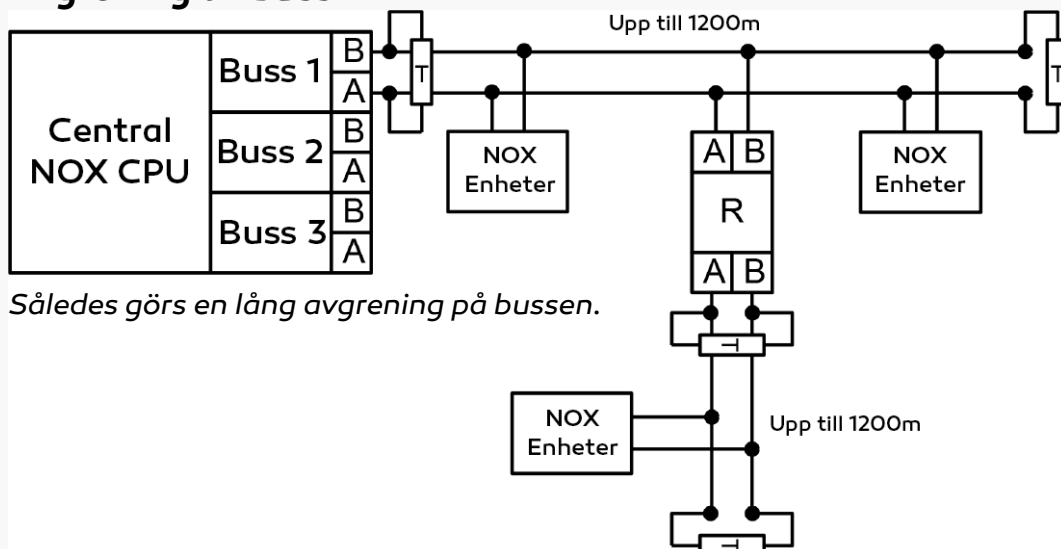 Upp till 1200m
Central
NOX CPU
Buss 1
B
A
Buss 2
B
A
Buss 3
B
A
T
T
NOX
Enheter
A B
R
A B
NOX
Enheter
Således görs en lång avgrening på bussen.
T
NOX
Enheter
Upp till 1200m
T